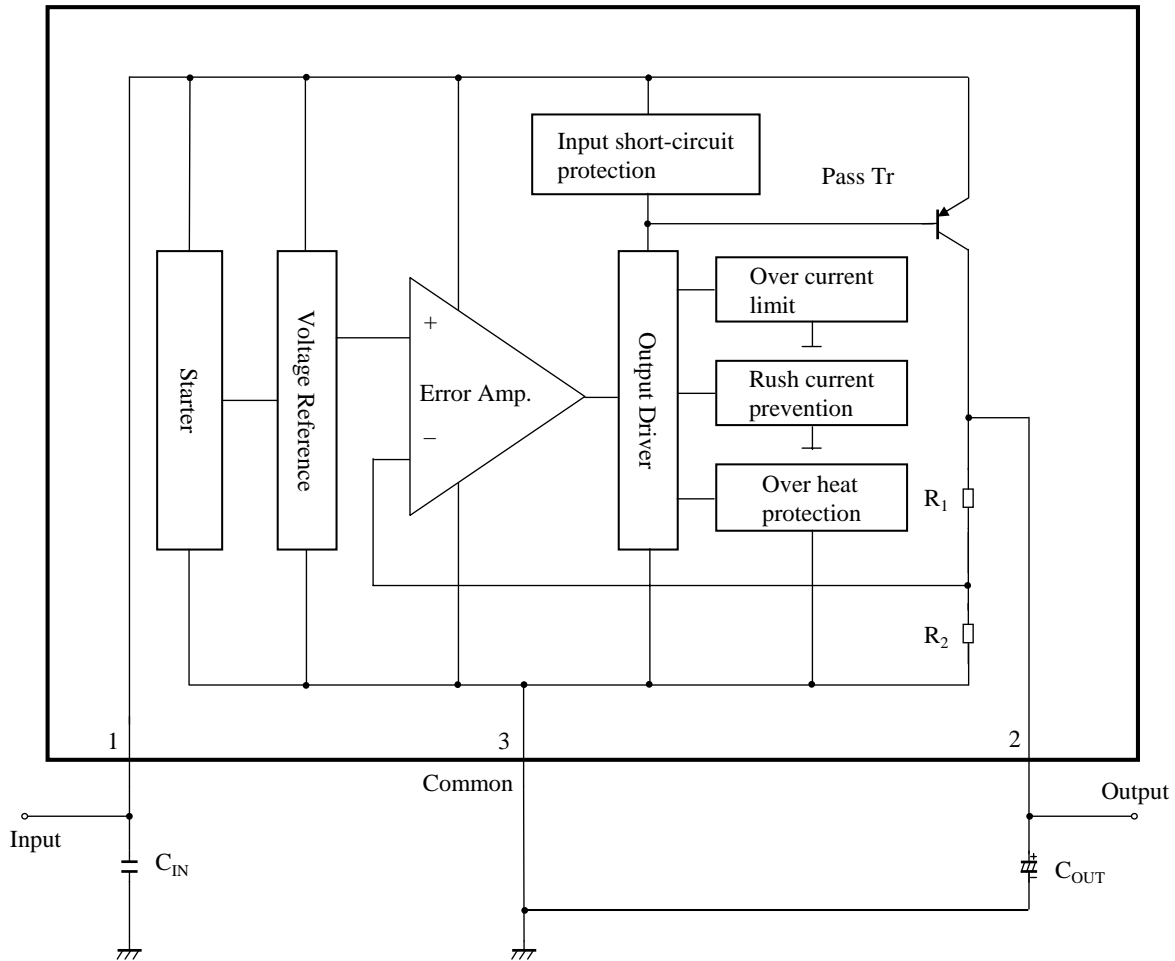 Input short-circuit
protection
Pass Tr
Starter
Voltage Reference
+
Error Amp.
−
Output Driver
Over current
limit
Rush current
prevention
Over heat
protection
R1
R2
1
3
2
Common
Input
Output
CIN
+
−
COUT